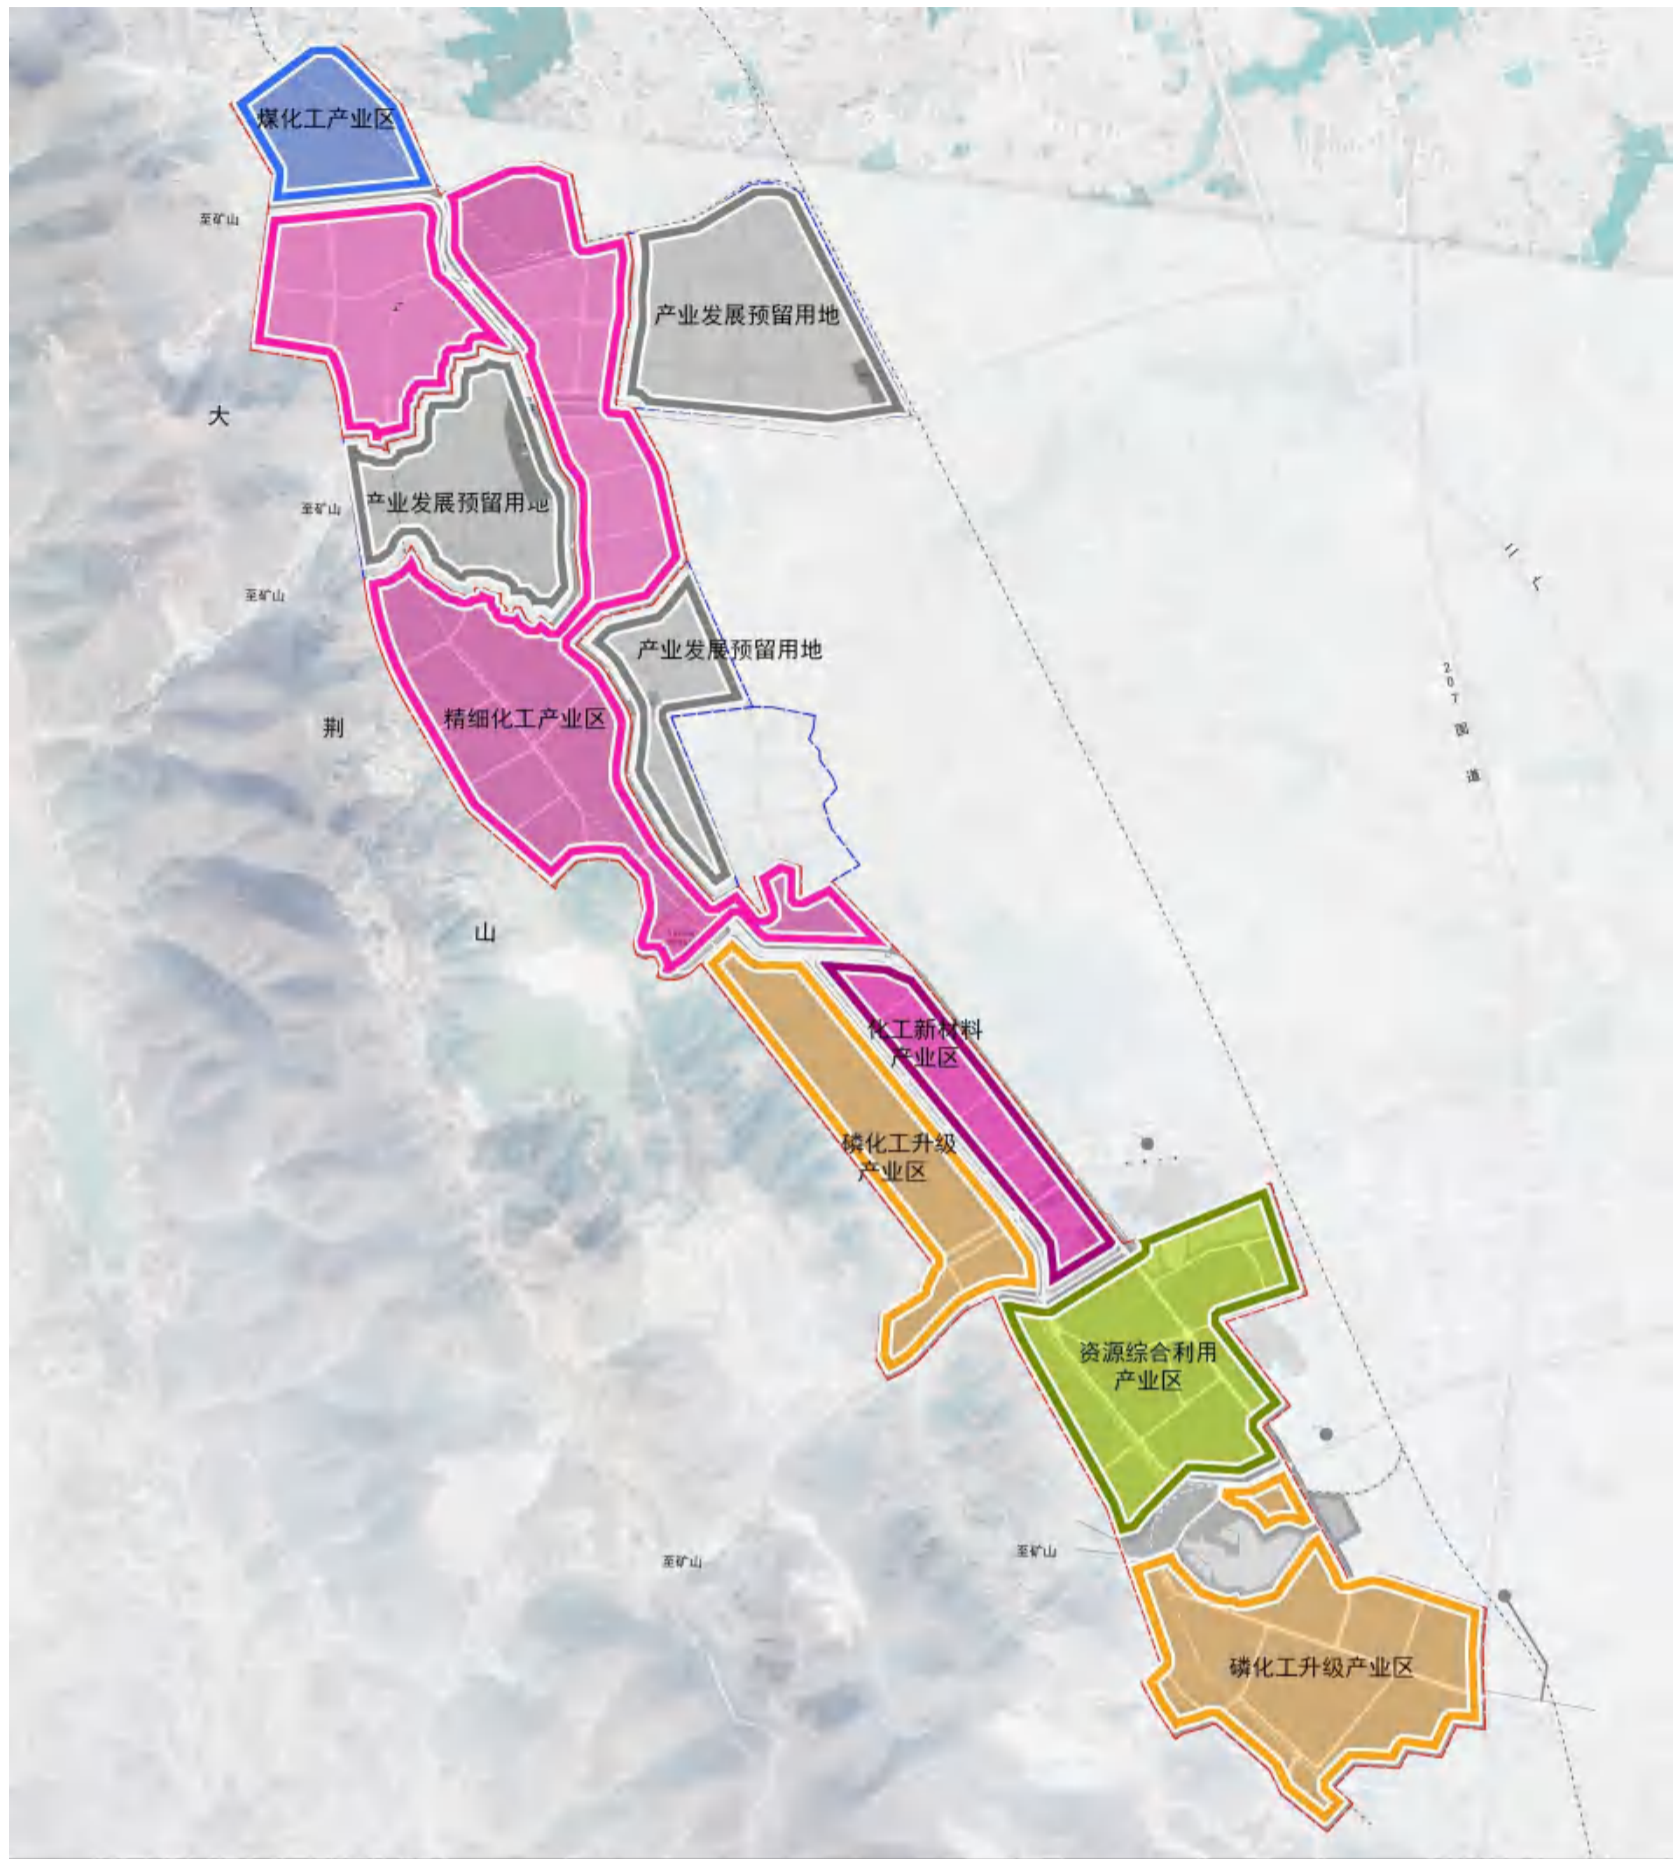 煤化工产业区
至矿山
产业发展预留用地
大
产业发展预留用地
至矿山
至矿山
产业发展预留用地
207国道
精细化工产业区
荆
山
化工新材料
产业区
磷化工升级
产业区
资源综合利用
产业区
至矿山
至矿山
磷化工升级产业区